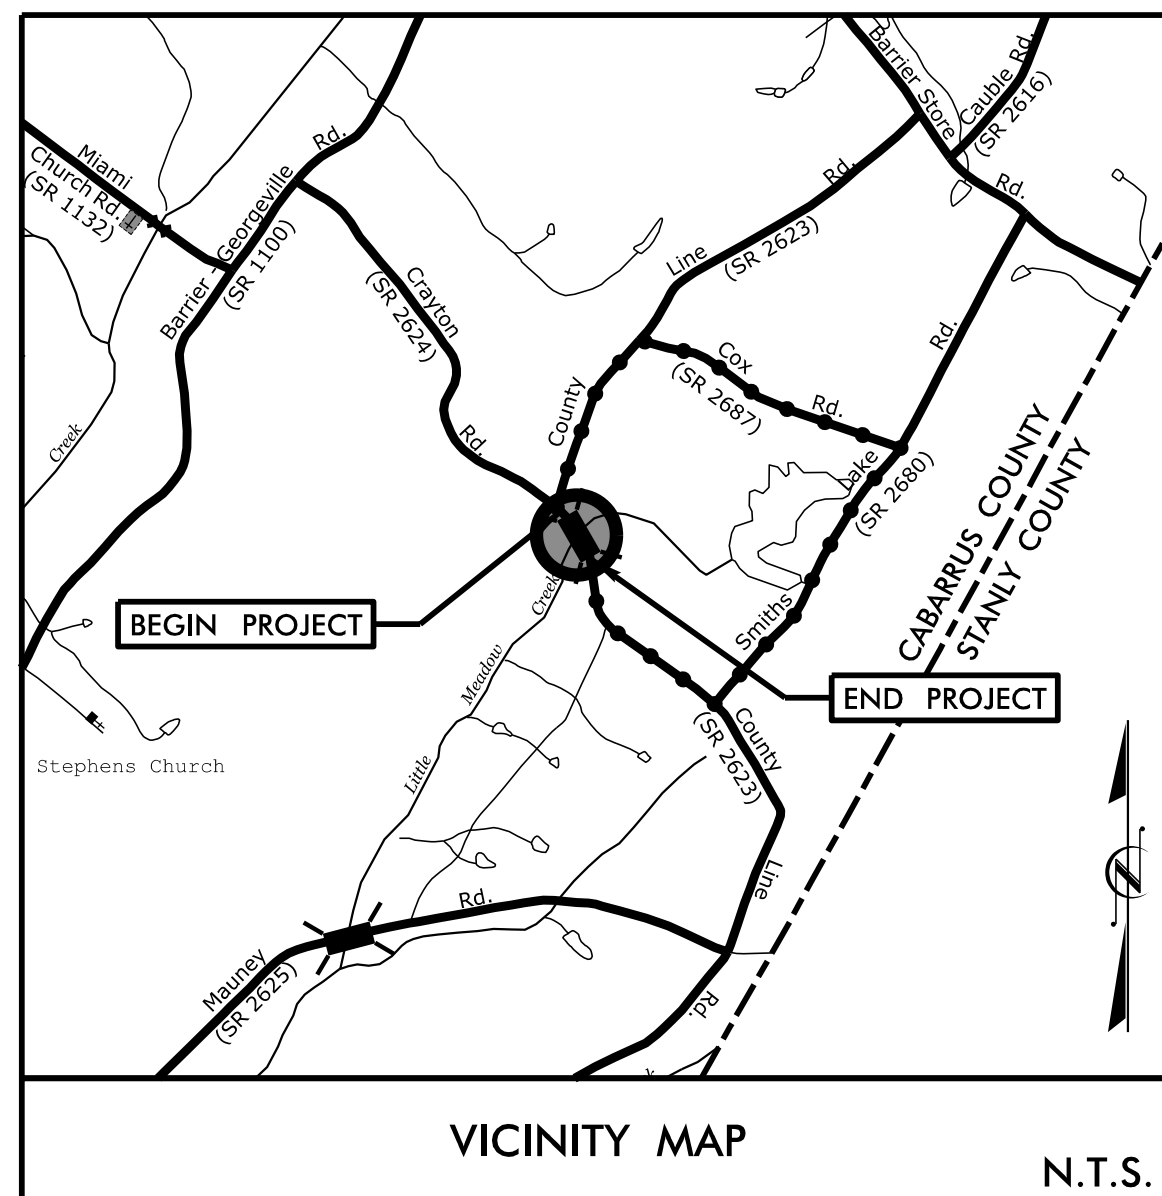 Barrier Store
Cauble Rd.
(SR 2616)
Rd.
Rd.
Miami
Church Rd.
(SR 1132)
Rd.
Barrier - Georgeville
(SR 1100)
Line
(SR 2623)
Crayton
(SR 2624)
Rd.
Cox
(SR 2687)
Rd.
Rd.
County
Creek
Rd.
Lake
(SR 2680)
CABARRUS COUNTY
STANLY COUNTY
Creek
Smiths
BEGIN PROJECT
Meadow
END PROJECT
County
(SR 2623)
Stephens Church
Little
Line
Rd.
Mauney
(SR 2625)
Rd.
VICINITY MAP
N.T.S.